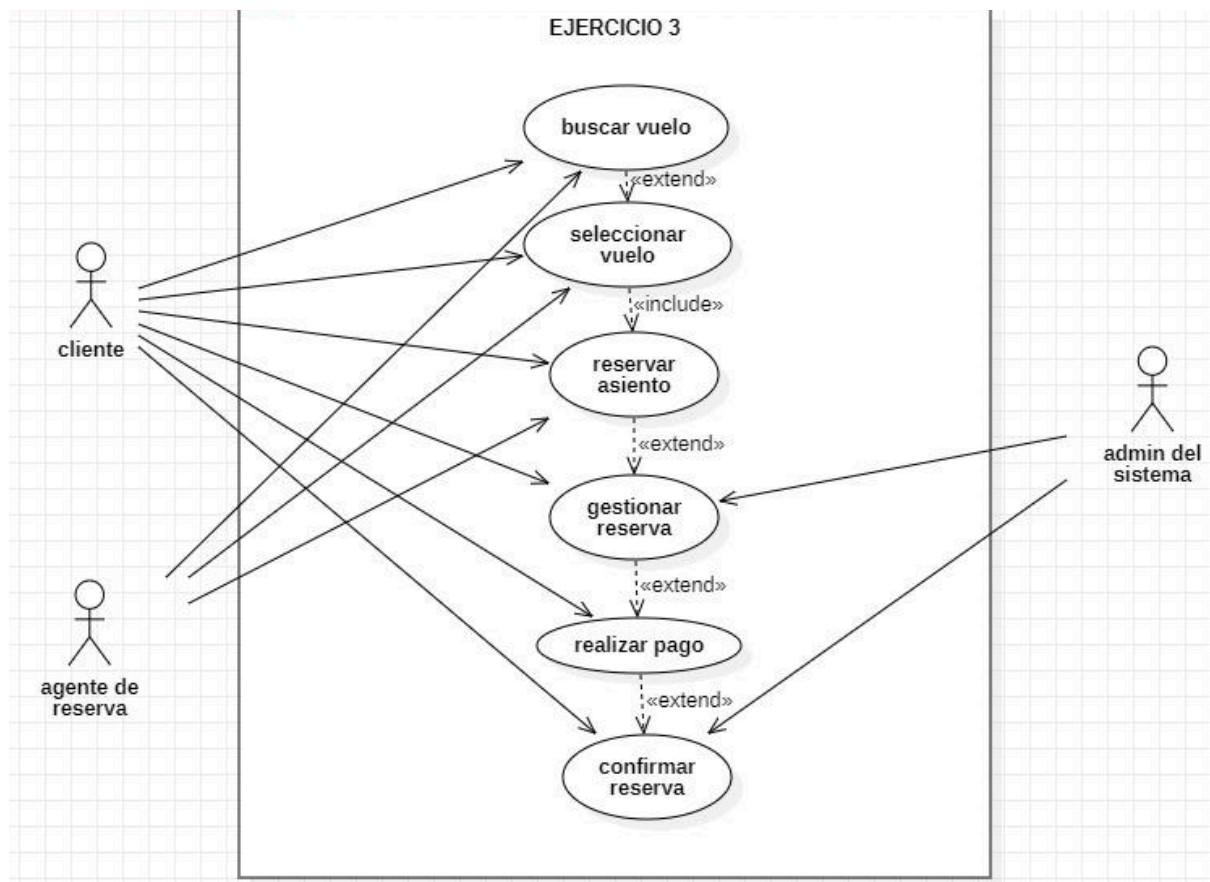 EJERCICIO 3
buscar vuelo
«extend»
seleccionar
vuelo
«include»
reservar
asiento
«extend»
gestionar
reserva
«extend»
realizar pago
«extend»
confirmar
reserva
cliente
agente de
reserva
admin del
sistema